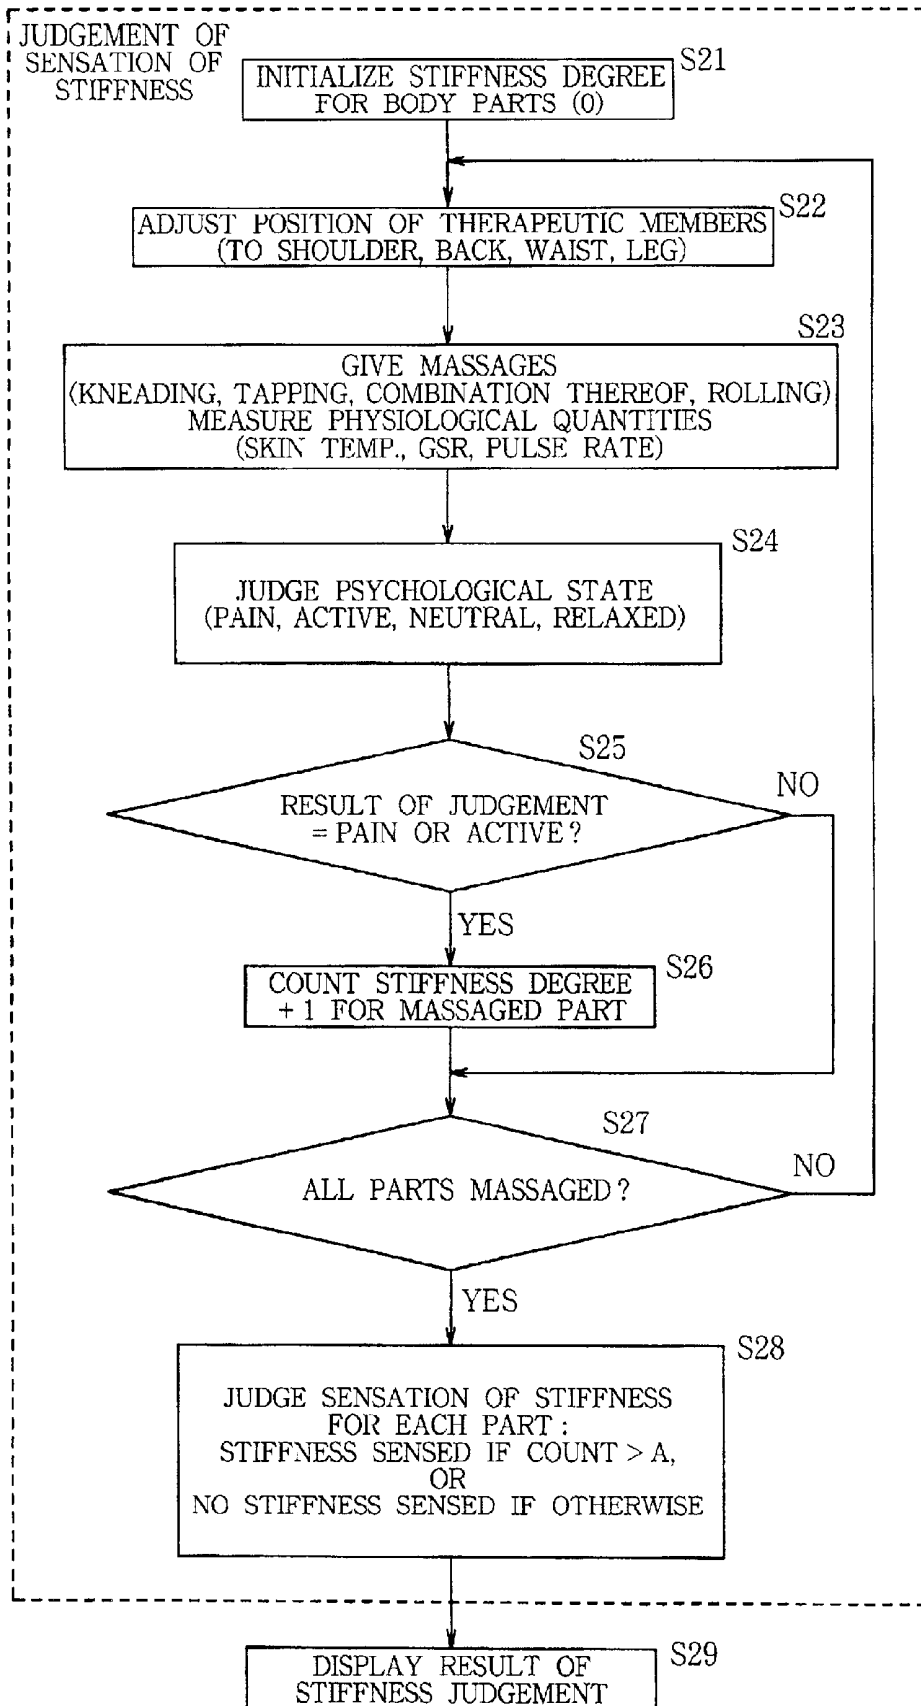 JUDGEMENT OF
SENSATION OF
STIFFNESS
S21
INITIALIZE STIFFNESS DEGREE
FOR BODY PARTS (0)
S22
ADJUST POSITION OF THERAPEUTIC MEMBERS
(TO SHOULDER, BACK, WAIST, LEG)
S23
GIVE MASSAGES
(KNEADING, TAPPING, COMBINATION THEREOF, ROLLING)
MEASURE PHYSIOLOGICAL QUANTITIES
(SKIN TEMP., GSR, PULSE RATE)
S24
JUDGE PSYCHOLOGICAL STATE
(PAIN, ACTIVE, NEUTRAL, RELAXED)
S25
NO
RESULT OF JUDGEMENT
= PAIN OR ACTIVE?
YES
S26
COUNT STIFFNESS DEGREE
+1 FOR MASSAGED PART
S27
NO
ALL PARTS MASSAGED?
YES
S28
JUDGE SENSATION OF STIFFNESS
FOR EACH PART :
STIFFNESS SENSED IF COUNT > A,
OR
NO STIFFNESS SENSED IF OTHERWISE
S29
DISPLAY RESULT OF
STIFFNESS JUDGEMENT